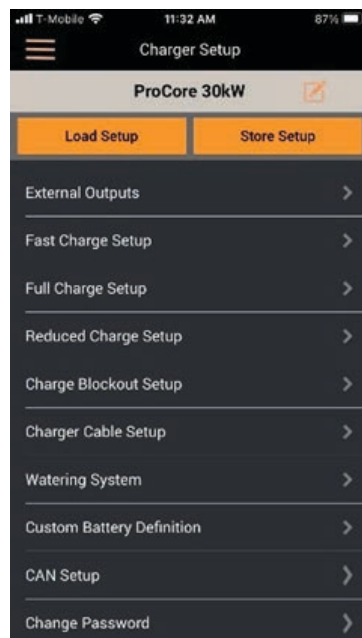 T-Mobile 11:32 AM 87%
Charger Setup
ProCore 30kW
Load Setup Store Setup
External Outputs
Fast Charge Setup
Full Charge Setup
Reduced Charge Setup
Charge Blockout Setup
Charger Cable Setup
Watering System
Custom Battery Definition
CAN Setup
Change Password